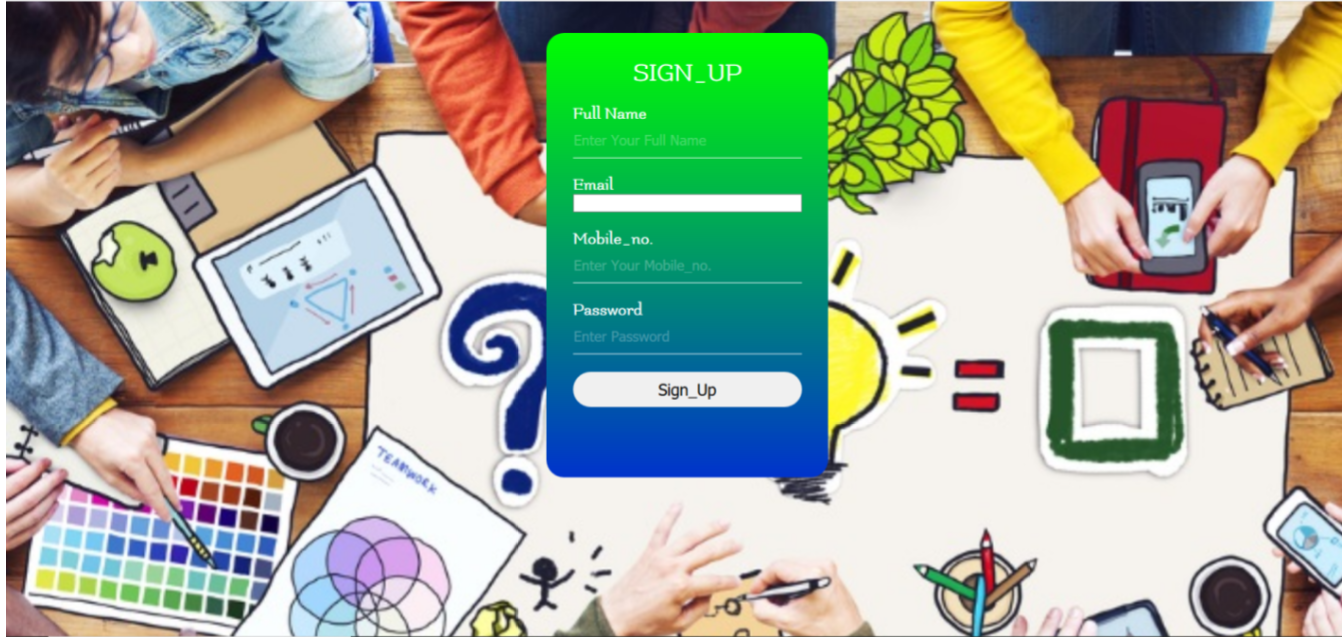 SIGN_UP
Full Name
Enter Your Full Name
Email
Mobile_no.
Enter Your Mobile_no.
Password
Enter Password
Sign_Up
TEAMWORK